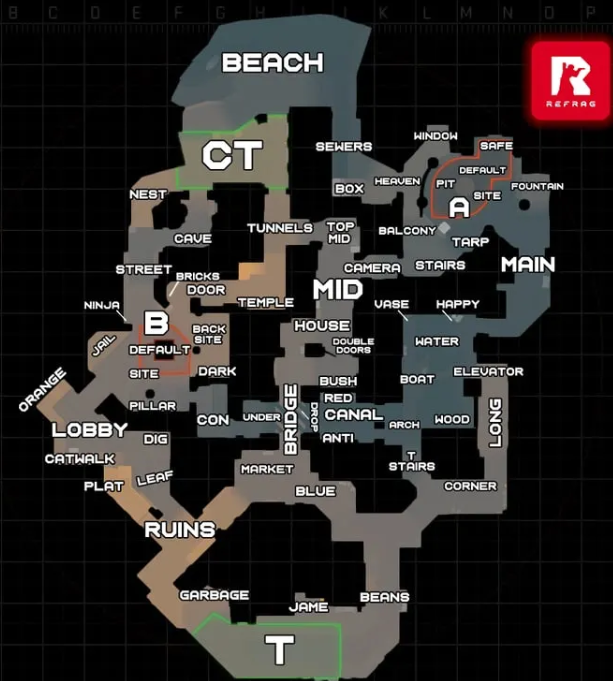 B C D E F G H I J K L M N O P
BEACH
R
REFRAG
WINDOW
SAFE
CT
SEWERS
DEFAULT
HEAVEN
PIT
BOX
FOUNTAIN
NEST
SITE
A
TUNNELS
TOP
MID
BALCONY
CAVE
TARP
MAIN
STREET
CAMERA
STAIRS
BRICKS
DOOR
MID
NINJA
TEMPLE
VASE
HAPPY
B
HOUSE
BACK
SITE
JAIL
DEFAULT
DOUBLE
DOORS
WATER
SITE
DARK
BUSH
BOAT
ELEVATOR
ORANGE
RED
PILLAR
CON
UNDER
BRIDGE
DROP
CANAL
WOOD
LONG
ARCH
LOBBY
DIG
ANTI
CATWALK
MARKET
T
STAIRS
PLAT
LEAF
BLUE
CORNER
RUINS
GARBAGE
JAME
BEANS
T